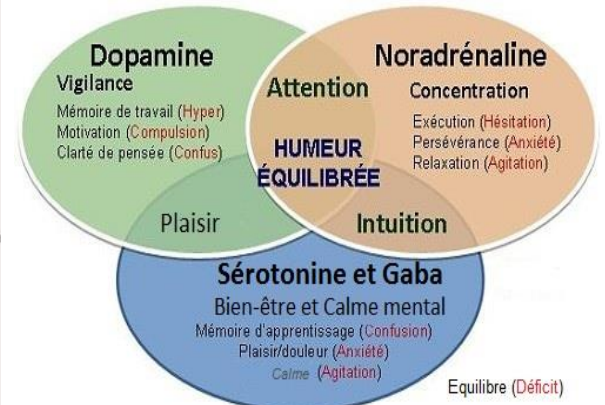 Dopamine
Vigilance
Mémoire de travail (Hyper)
Motivation (Compulsion)
Clarté de pensée (Confus)
Attention
Noradrénaline
Concentration
Exécution (Hésitation)
Persévérance (Anxiété)
Relaxation (Agitation)
HUMEUR
ÉQUILIBRÉE
Plaisir
Intuition
Sérotonine et Gaba
Bien-être et Calme mental
Mémoire d'apprentissage (Confusion)
Plaisir/douleur (Anxiété)
Calme (Agitation)
Equilibre (Déficit)